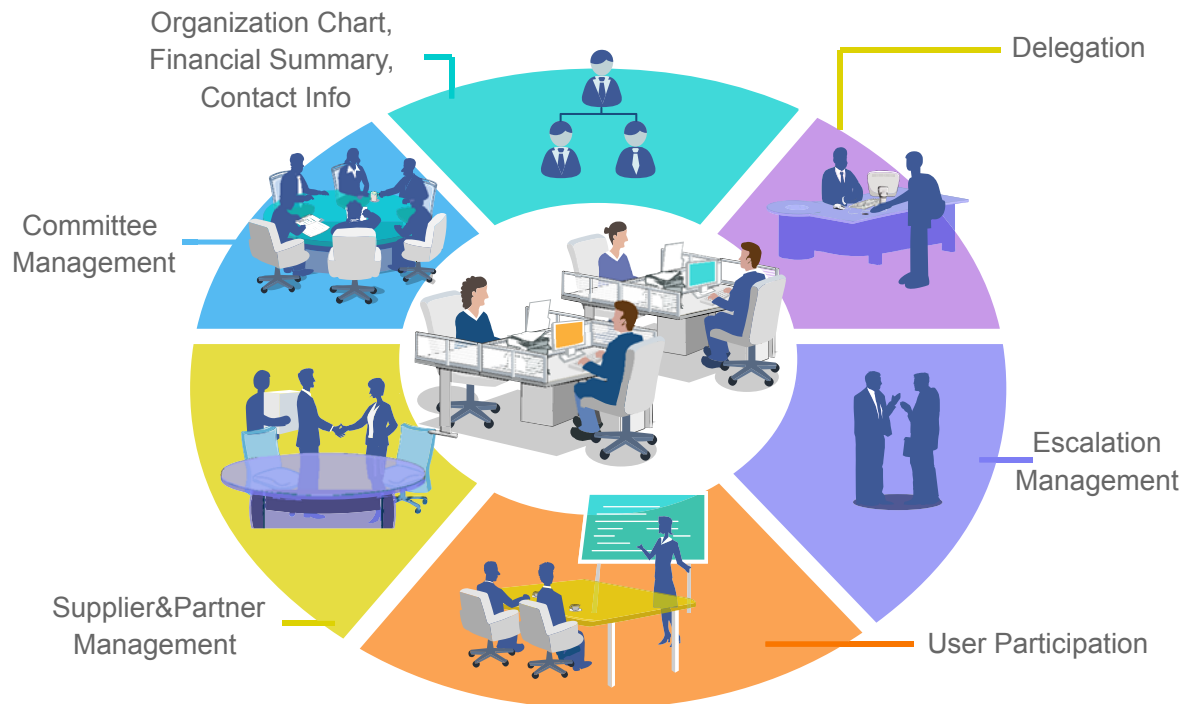 Organization Chart,
Financial Summary,
Contact Info
Delegation
Committee
Management
Escalation
Management
Supplier&Partner
Management
User Participation